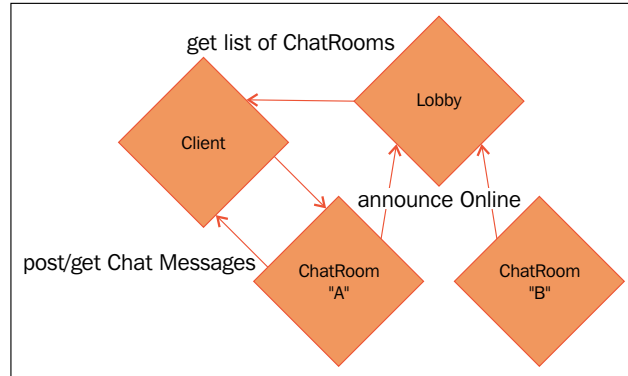 get list of ChatRooms
Lobby
Client
announce Online
post/get Chat Messages
ChatRoom
"A"
ChatRoom
"B"